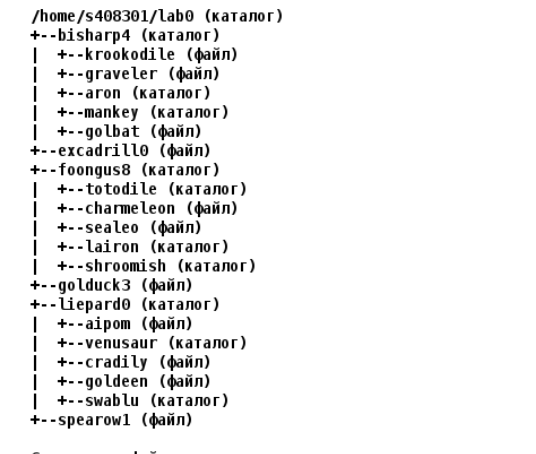 /home/s408301/lab0 (каталог)
+--bisharp4 (каталог)
|  +--krookodile (файл)
|  +--graveler (файл)
|  +--aron (каталог)
|  +--mankey (каталог)
|  +--golbat (файл)
+--excadrill0 (файл)
+--foongus8 (каталог)
|  +--totodile (каталог)
|  +--charmeleon (файл)
|  +--sealeo (файл)
|  +--lairon (каталог)
|  +--shroomish (каталог)
+--golduck3 (файл)
+--liepard0 (каталог)
|  +--aipom (файл)
|  +--venusaur (каталог)
|  +--cradily (файл)
|  +--goldeen (файл)
|  +--swablu (каталог)
+--spearow1 (файл)